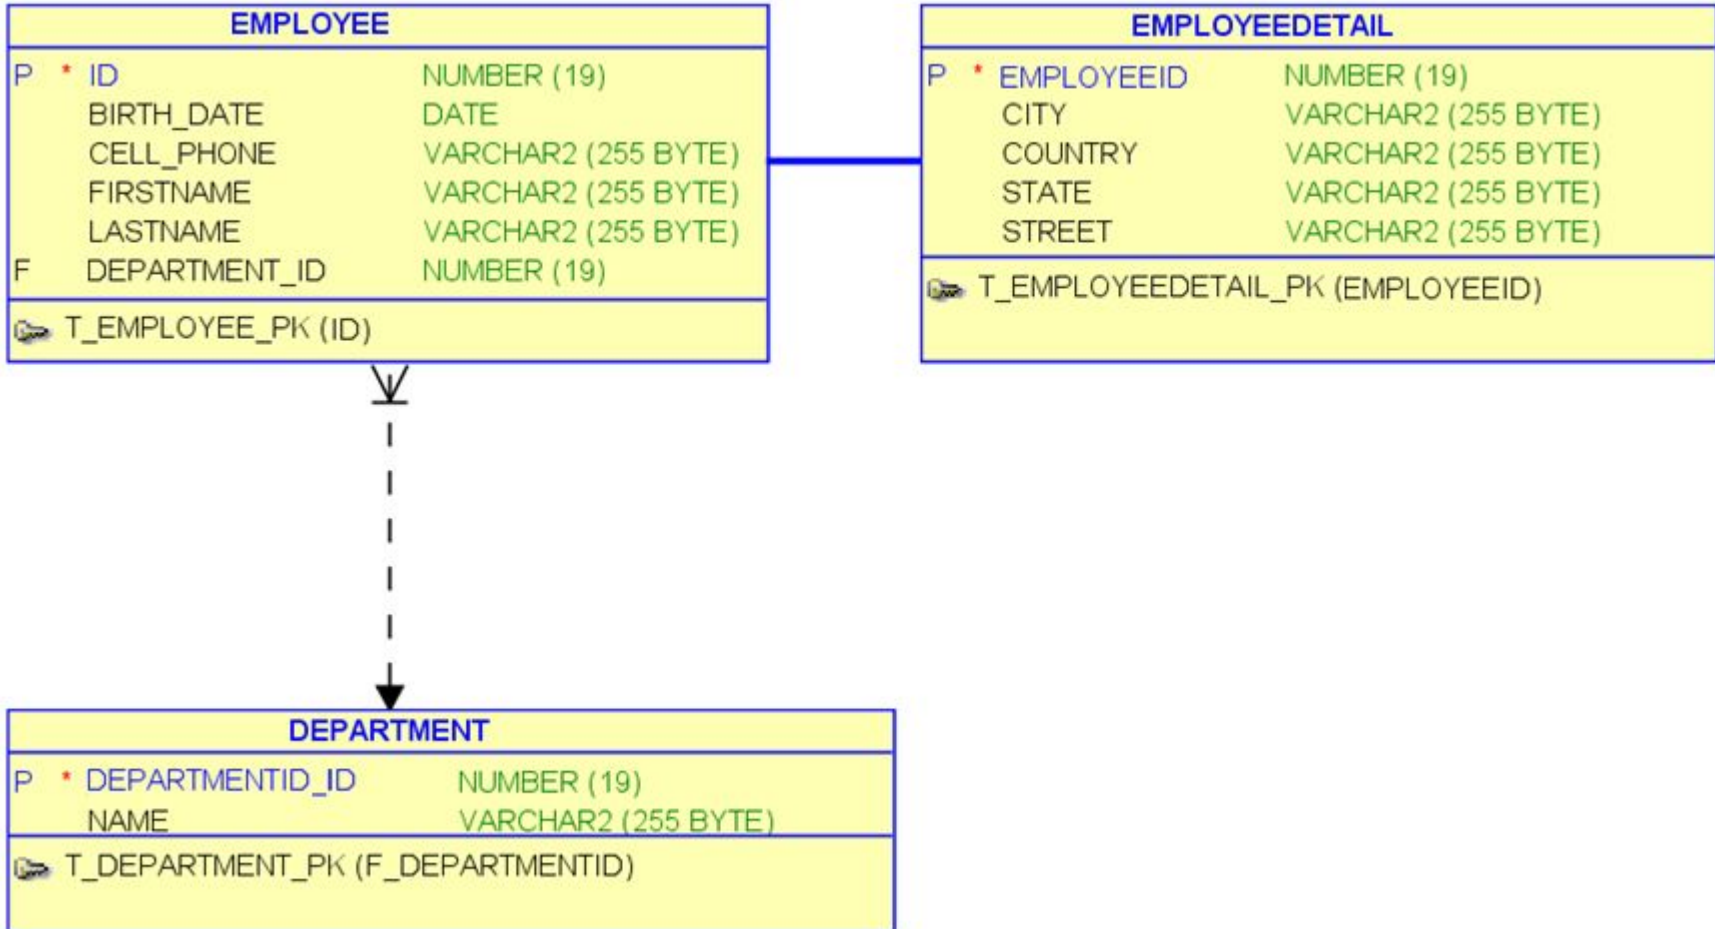 EMPLOYEE
P * ID NUMBER (19)
BIRTH_DATE DATE
CELL_PHONE VARCHAR2 (255 BYTE)
FIRSTNAME VARCHAR2 (255 BYTE)
LASTNAME VARCHAR2 (255 BYTE)
F DEPARTMENT_ID NUMBER (19)
T_EMPLOYEE_PK (ID)
EMPLOYEEDETAIL
P * EMPLOYEEID NUMBER (19)
CITY VARCHAR2 (255 BYTE)
COUNTRY VARCHAR2 (255 BYTE)
STATE VARCHAR2 (255 BYTE)
STREET VARCHAR2 (255 BYTE)
T_EMPLOYEEDETAIL_PK (EMPLOYEEID)
DEPARTMENT
P * DEPARTMENTID_ID NUMBER (19)
NAME VARCHAR2 (255 BYTE)
T_DEPARTMENT_PK (F_DEPARTMENTID)